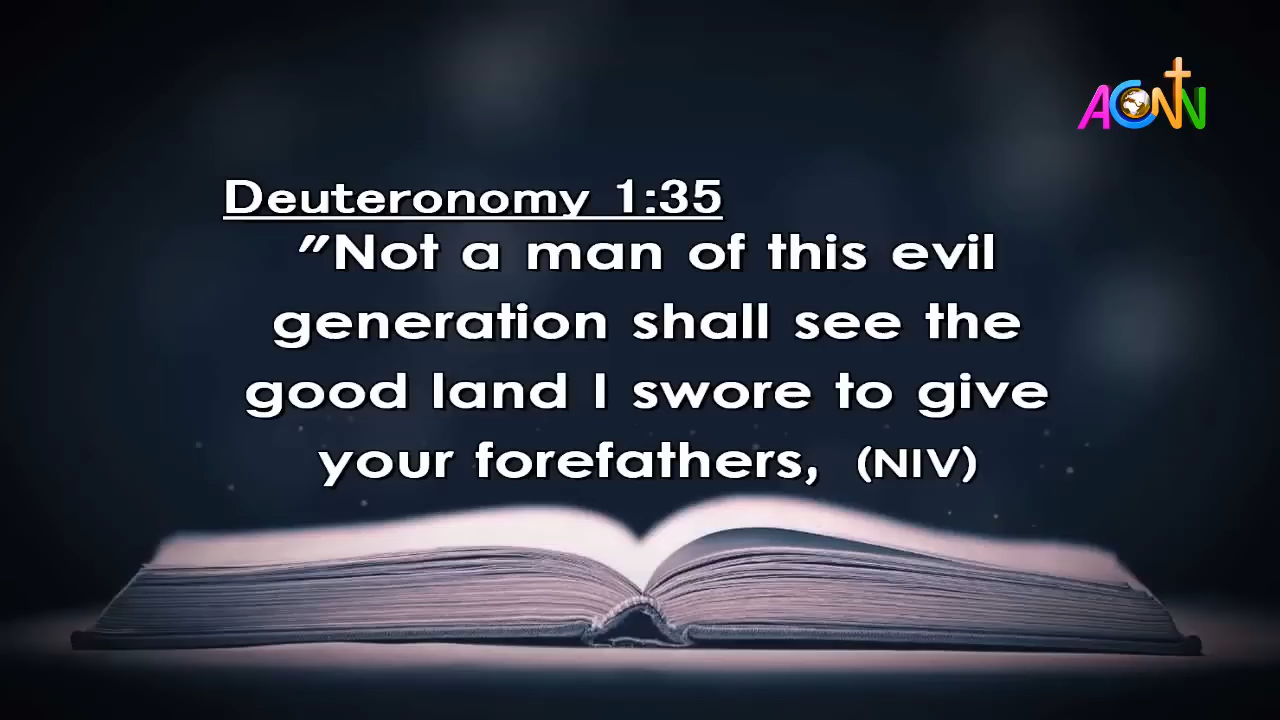 ACNN
Deuteronomy 1:35
"Not a man of this evil
generation shall see the
good land I swore to give
your forefathers, (NIV)